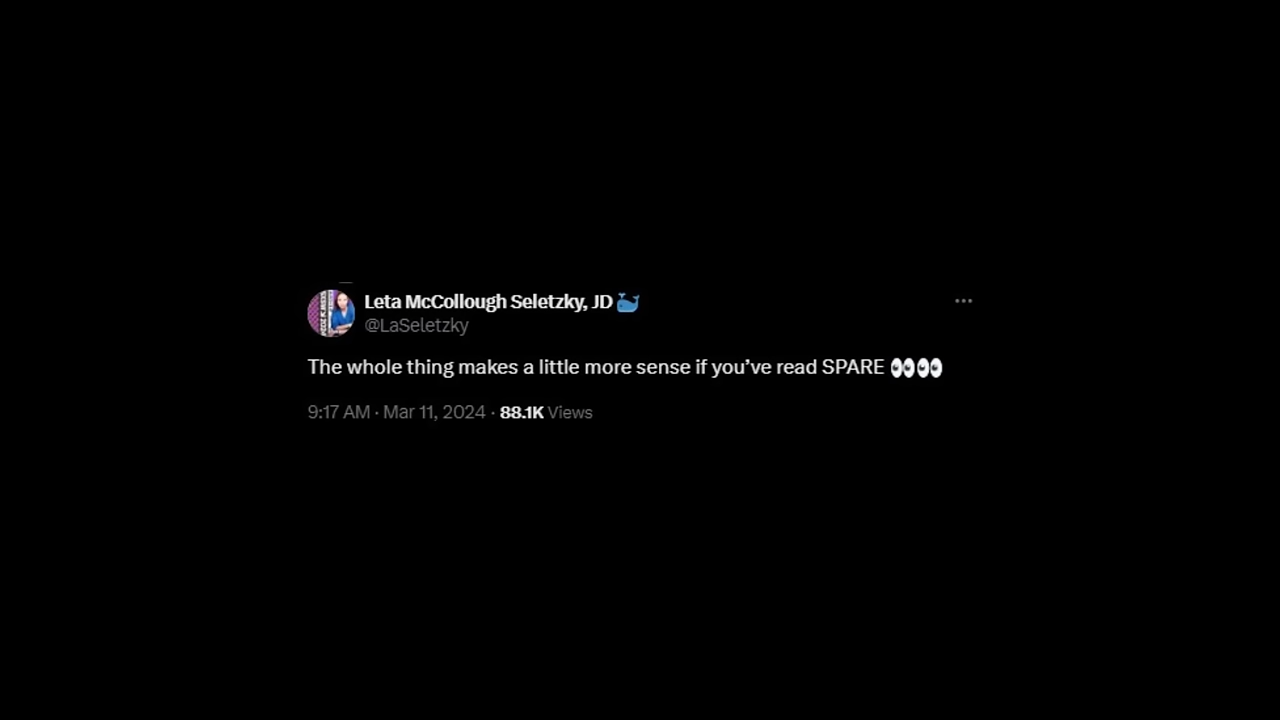 Leta McCollough Seletzky, JD 🐳
@LaSeletzky
The whole thing makes a little more sense if you’ve read SPARE 👀👀
9:17 AM · Mar 11, 2024 · 88.1K Views